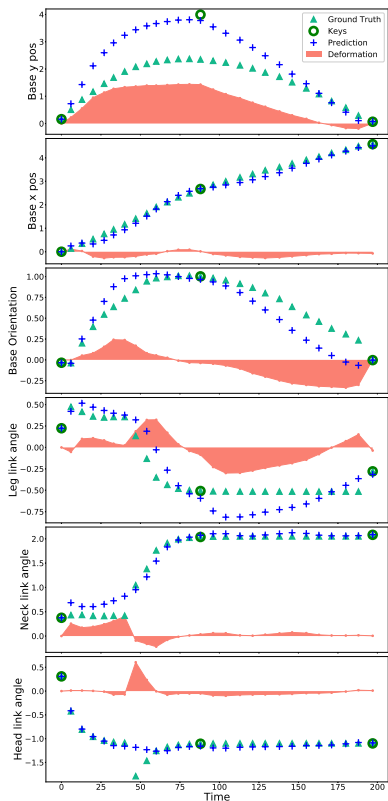 Ground Truth
Keys
Prediction
Deformation
Base y pos
4
3
2
1
0
Base x pos
4
3
2
1
0
Base Orientation
1.00
0.75
0.50
0.25
0.00
−0.25
Leg link angle
0.50
0.25
0.00
−0.25
−0.50
−0.75
Neck link angle
2.0
1.5
1.0
0.5
0.0
Head link angle
0.5
0.0
−0.5
−1.0
−1.5
0 25 50 75 100 125 150 175 200
Time